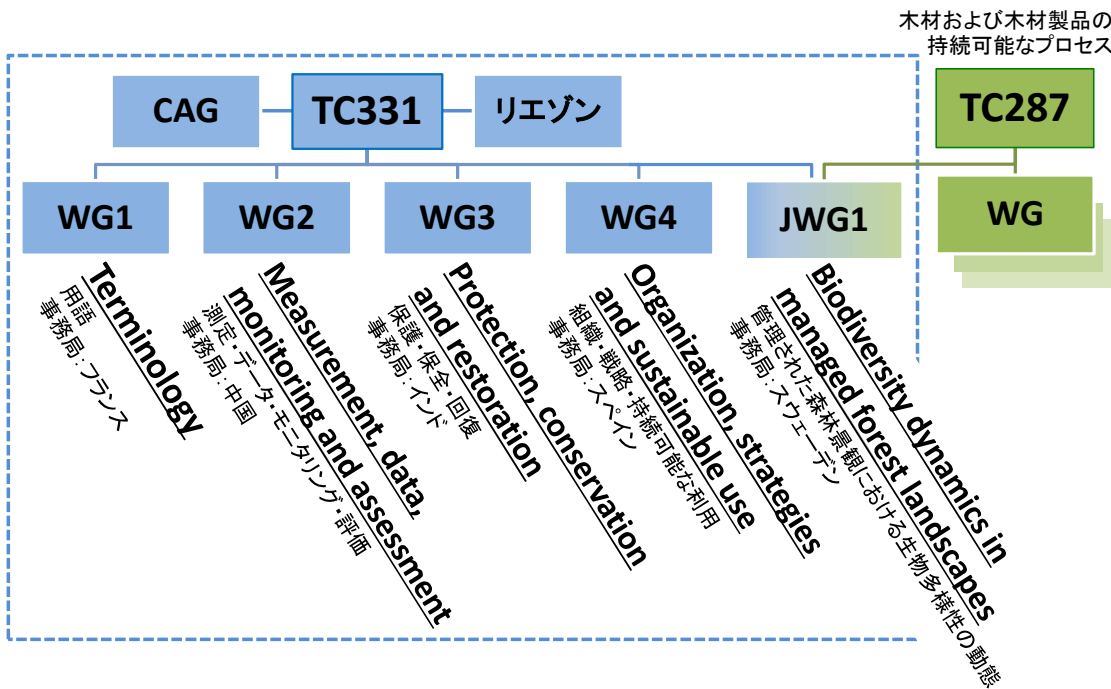 木材および木材製品の
持続可能なプロセス
CAG
TC331
リエゾン
TC287
WG1
WG2
WG3
WG4
JWG1
WG
Terminology
用語
事務局：フランス
Measurement, data,
monitoring and assessment
測定・データ・モータリング・評価
事務局：中国
Protection, conservation
and restoration
保護・保全・回復
事務局：インド
Organization, strategies
and sustainable use
組織・戦略・持続可能な利用
事務局：スペイン
Biodiversity dynamics in
managed forest landscapes
管理された森林景観における生物多様性の動態
事務局：スウェーデン